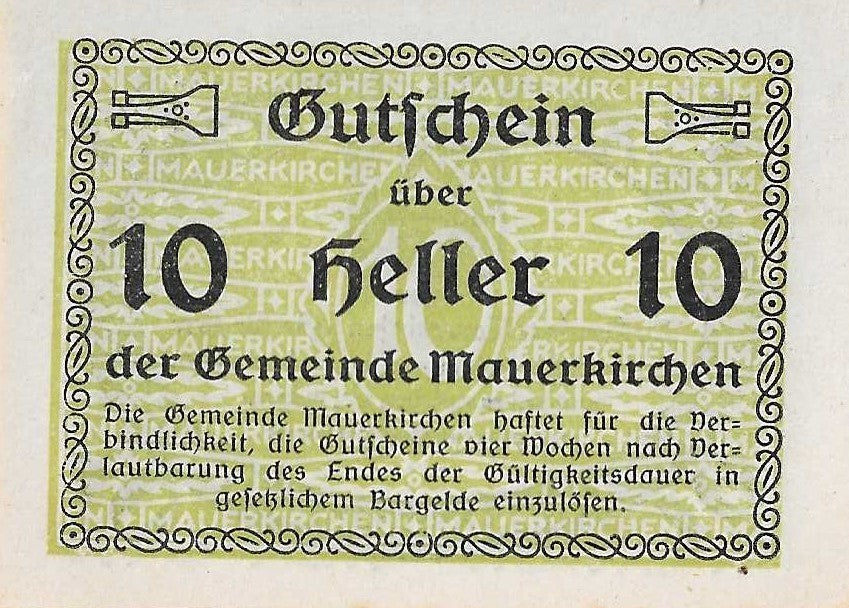 Gutschein
über
10 Heller 10
der Gemeinde Mauerkirchen
Die Gemeinde Mauerkirchen haftet für die Ver-
bindlichkeit, die Gutscheine vier Wochen nach Ver-
lautbarung des Endes der Gültigkeitsdauer in
gesetzlichem Bargelde einzulösen.